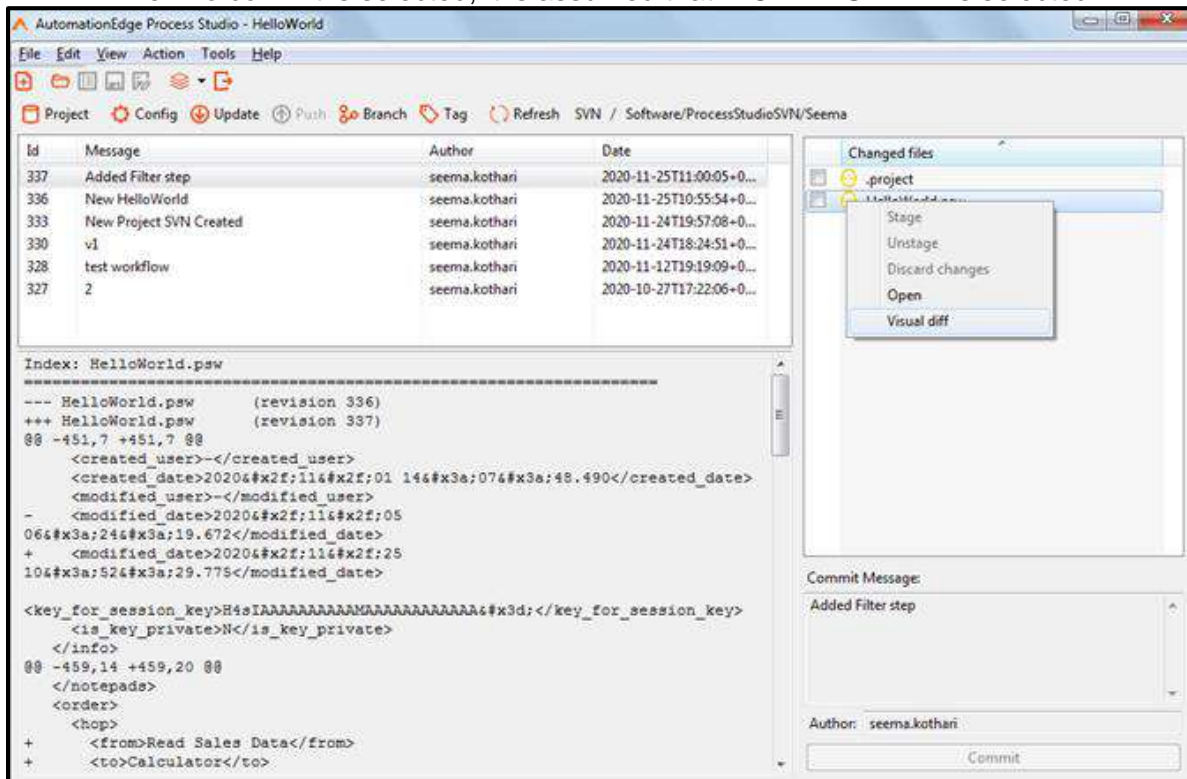 AutomationEdge Process Studio - HelloWorld
File Edit View Action Tools Help
Project Config Update Push Branch Tag Refresh SVN / Software/ProcessStudioSVN/Seema
Id Message Author Date
337 Added Filter step seema.kothari 2020-11-25T11:00:05+0...
336 New HelloWorld seema.kothari 2020-11-25T10:55:54+0...
333 New Project SVN Created seema.kothari 2020-11-24T19:57:08+0...
330 v1 seema.kothari 2020-11-24T18:24:51+0...
328 test workflow seema.kothari 2020-11-12T19:19:09+0...
327 2 seema.kothari 2020-10-27T17:22:06+0...
Changed files
.project
Stage
Unstage
Discard changes
Open
Visual diff
Index: HelloWorld.psw
===================================================================
--- HelloWorld.psw (revision 336)
+++ HelloWorld.psw (revision 337)
@@ -451,7 +451,7 @@
<created_user>-</created_user>
<created_date>2020&#x2f;11&#x2f;01 14&#x3a;07&#x3a;48.490</created_date>
<modified_user>-</modified_user>
- <modified_date>2020&#x2f;11&#x2f;05
06&#x3a;24&#x3a;19.672</modified_date>
+ <modified_date>2020&#x2f;11&#x2f;25
10&#x3a;52&#x3a;29.775</modified_date>
<key_for_session_key>H4sIAAAAAAAAAAMAAAAAAAAAAAA&#x3d;</key_for_session_key>
<is_key_private>N</is_key_private>
</info>
@@ -459,14 +459,20 @@
</notepads>
<order>
<hop>
+ <from>Read Sales Data</from>
+ <to>Calculator</to>
Commit Message:
Added Filter step
Author: seema.kothari
Commit